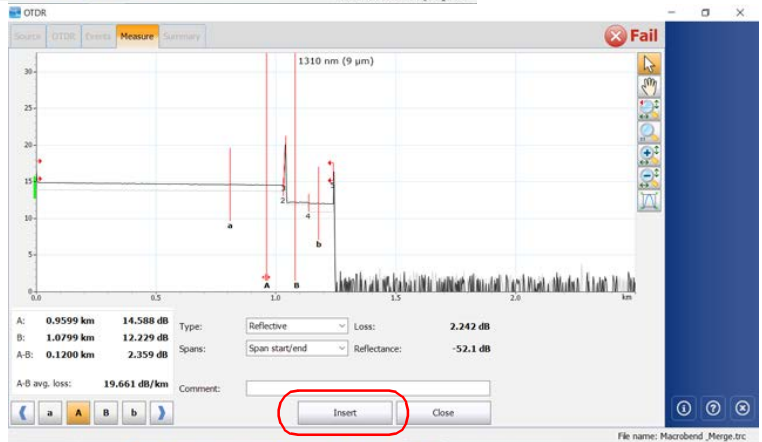 OTDR
Source OTDR Events Measure Summary
Fail
1310 nm (9 µm)
30
25
20
15
10
5
0
2
4
a
A
B
b
0.0 0.5 1.0 1.5 2.0 km
A: 0.9599 km 14.588 dB
B: 1.0799 km 12.229 dB
A-B: 0.1200 km 2.359 dB
A-B avg. loss: 19.661 dB/km
Type: Reflective Loss: 2.242 dB
Spans: Span start/end Reflectance: -52.1 dB
Comment:
a A B b
Insert Close
File name: Macrobend _Merge.trc